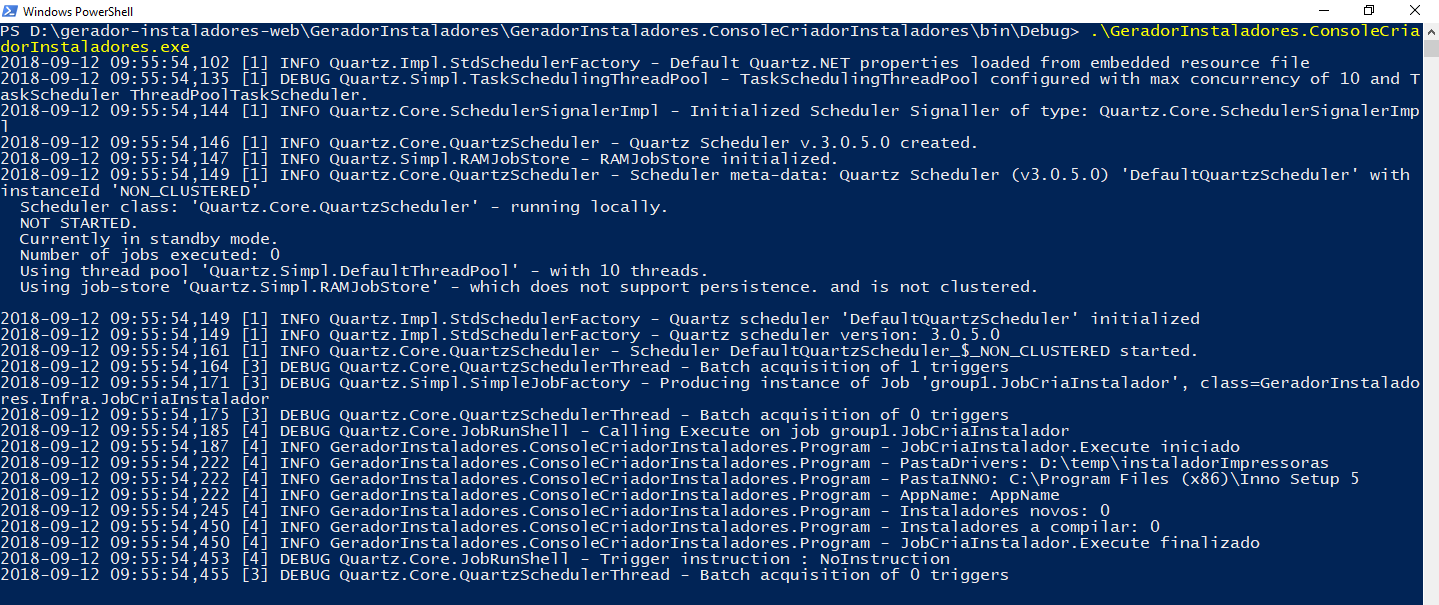 Windows PowerShell
PS D:\gerador-instaladores-web\GeradorInstaladores\GeradorInstaladores.ConsoleCriadorInstaladores\bin\Debug> .\GeradorInstaladores.ConsoleCria
dorInstaladores.exe
2018-09-12 09:55:54,102 [1] INFO Quartz.Impl.StdSchedulerFactory - Default Quartz.NET properties loaded from embedded resource file
2018-09-12 09:55:54,135 [1] DEBUG Quartz.Simpl.TaskSchedulingThreadPool - TaskSchedulingThreadPool configured with max concurrency of 10 and T
askScheduler ThreadPoolTaskScheduler.
2018-09-12 09:55:54,144 [1] INFO Quartz.Core.SchedulerSignalerImpl - Initialized Scheduler Signaller of type: Quartz.Core.SchedulerSignalerImp
l
2018-09-12 09:55:54,146 [1] INFO Quartz.Core.QuartzScheduler - Quartz Scheduler v.3.0.5.0 created.
2018-09-12 09:55:54,147 [1] INFO Quartz.Simpl.RAMJobStore - RAMJobStore initialized.
2018-09-12 09:55:54,149 [1] INFO Quartz.Core.QuartzScheduler - Scheduler meta-data: Quartz Scheduler (v3.0.5.0) 'DefaultQuartzScheduler' with
instanceId 'NON_CLUSTERED'
  Scheduler class: 'Quartz.Core.QuartzScheduler' - running locally.
  NOT STARTED.
  Currently in standby mode.
  Number of jobs executed: 0
  Using thread pool 'Quartz.Simpl.DefaultThreadPool' - with 10 threads.
  Using job-store 'Quartz.Simpl.RAMJobStore' - which does not support persistence. and is not clustered.

2018-09-12 09:55:54,149 [1] INFO Quartz.Impl.StdSchedulerFactory - Quartz scheduler 'DefaultQuartzScheduler' initialized
2018-09-12 09:55:54,149 [1] INFO Quartz.Impl.StdSchedulerFactory - Quartz scheduler version: 3.0.5.0
2018-09-12 09:55:54,161 [1] INFO Quartz.Core.QuartzScheduler - Scheduler DefaultQuartzScheduler_$_NON_CLUSTERED started.
2018-09-12 09:55:54,164 [3] DEBUG Quartz.Core.QuartzSchedulerThread - Batch acquisition of 1 triggers
2018-09-12 09:55:54,171 [3] DEBUG Quartz.Simpl.SimpleJobFactory - Producing instance of Job 'group1.JobCriaInstalador', class=GeradorInstalado
res.Infra.JobCriaInstalador
2018-09-12 09:55:54,175 [3] DEBUG Quartz.Core.QuartzSchedulerThread - Batch acquisition of 0 triggers
2018-09-12 09:55:54,185 [4] DEBUG Quartz.Core.JobRunShell - Calling Execute on job group1.JobCriaInstalador
2018-09-12 09:55:54,187 [4] INFO GeradorInstaladores.ConsoleCriadorInstaladores.Program - JobCriaInstalador.Execute iniciado
2018-09-12 09:55:54,222 [4] INFO GeradorInstaladores.ConsoleCriadorInstaladores.Program - PastaDrivers: D:\temp\instaladorImpressoras
2018-09-12 09:55:54,222 [4] INFO GeradorInstaladores.ConsoleCriadorInstaladores.Program - PastaINNO: C:\Program Files (x86)\Inno Setup 5
2018-09-12 09:55:54,222 [4] INFO GeradorInstaladores.ConsoleCriadorInstaladores.Program - AppName: AppName
2018-09-12 09:55:54,245 [4] INFO GeradorInstaladores.ConsoleCriadorInstaladores.Program - Instaladores novos: 0
2018-09-12 09:55:54,450 [4] INFO GeradorInstaladores.ConsoleCriadorInstaladores.Program - Instaladores a compilar: 0
2018-09-12 09:55:54,450 [4] INFO GeradorInstaladores.ConsoleCriadorInstaladores.Program - JobCriaInstalador.Execute finalizado
2018-09-12 09:55:54,453 [4] DEBUG Quartz.Core.JobRunShell - Trigger instruction : NoInstruction
2018-09-12 09:55:54,455 [3] DEBUG Quartz.Core.QuartzSchedulerThread - Batch acquisition of 0 triggers